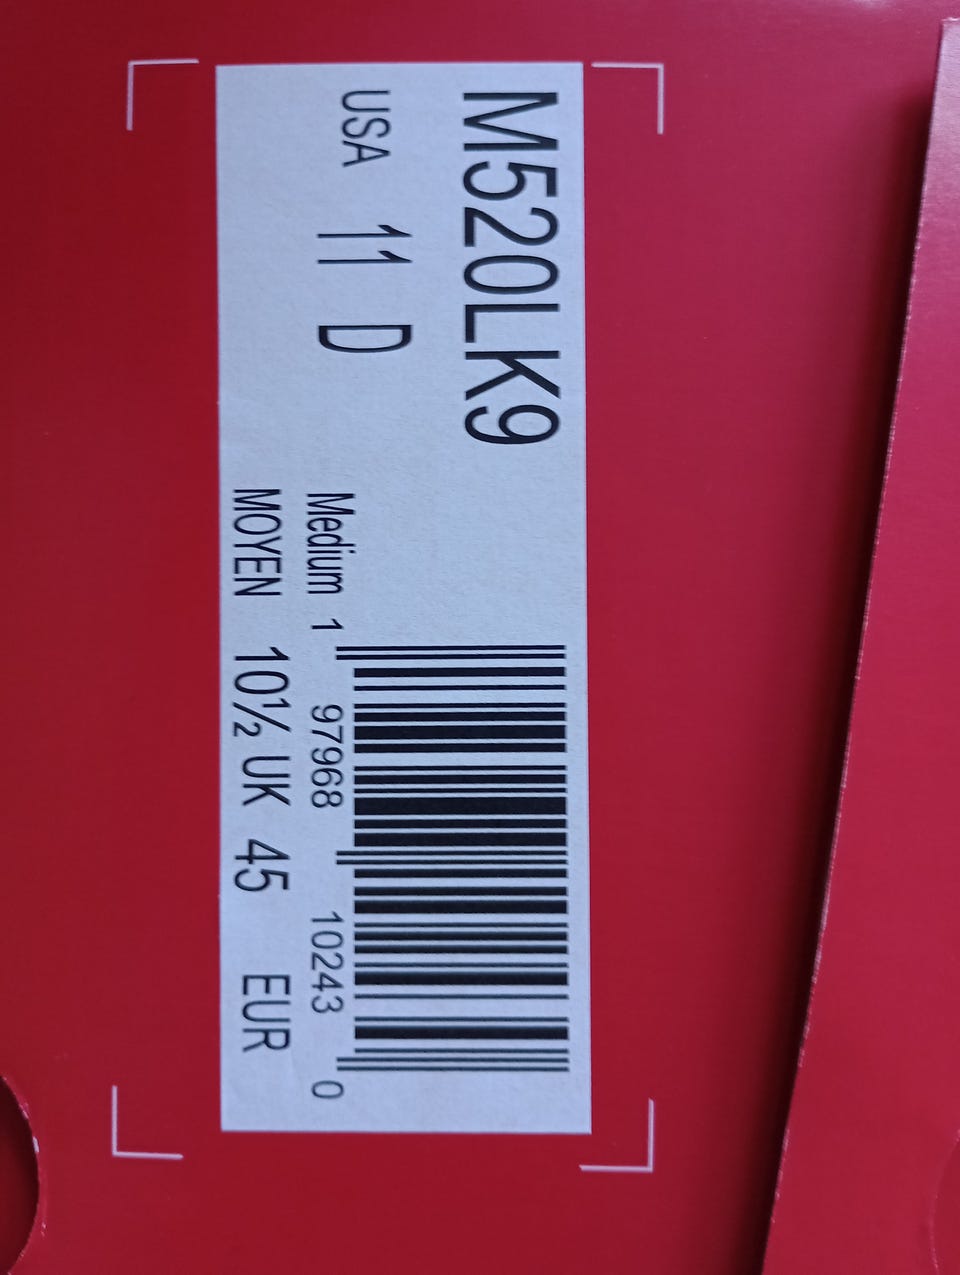 M520LK9
USA 11 D
Medium 1 97968 10243 0
MOYEN 10½ UK 45 EUR